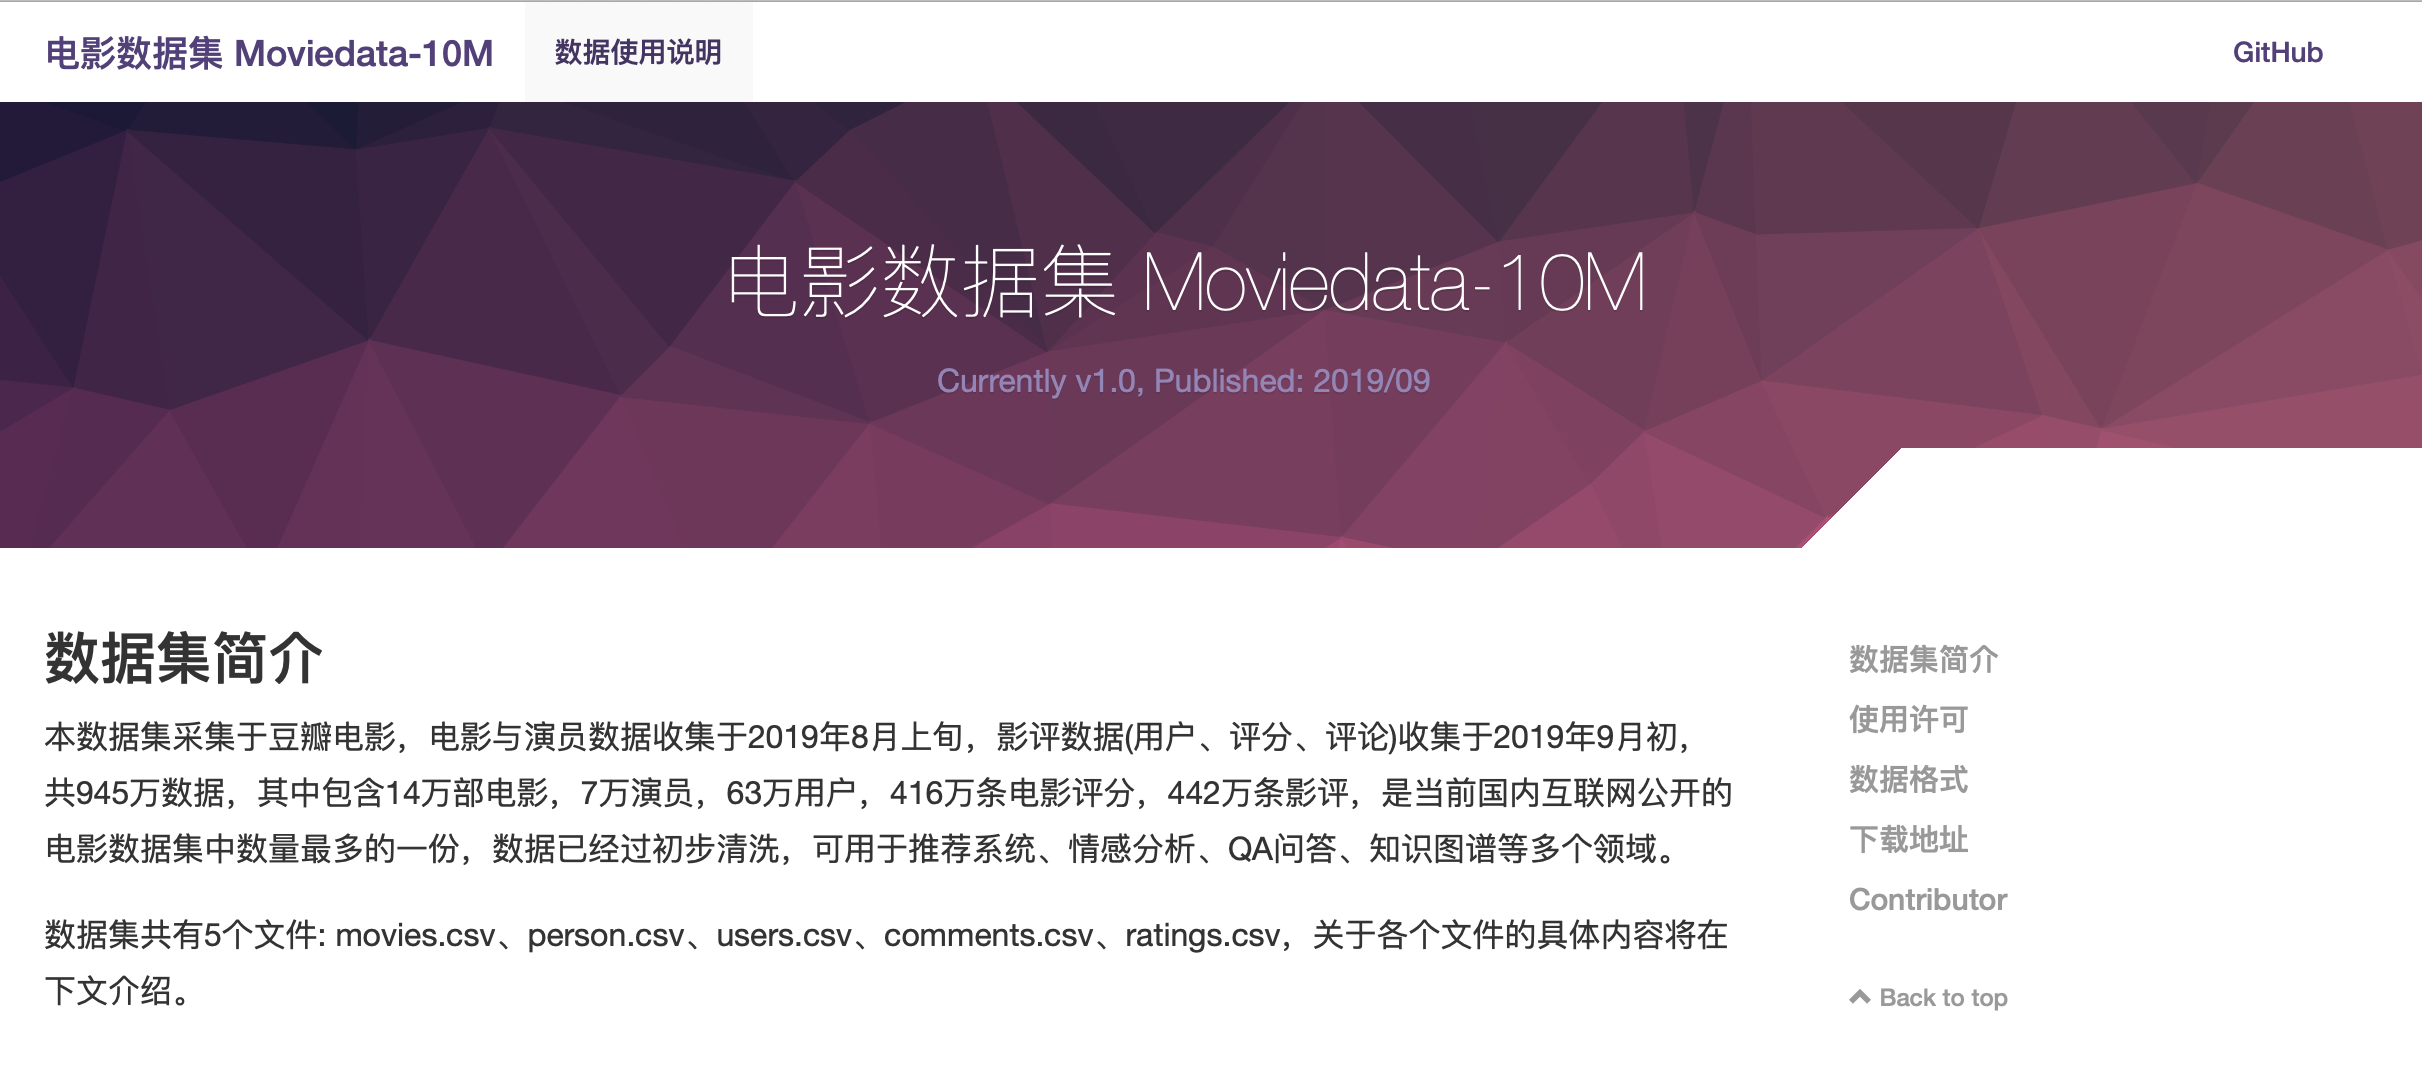 电影数据集 Moviedata-10M
数据使用说明
GitHub
电影数据集 Moviedata-10M
Currently v1.0, Published: 2019/09
数据集简介
本数据集采集于豆瓣电影，电影与演员数据收集于2019年8月上旬，影评数据(用户、评分、评论)收集于2019年9月初，
共945万数据，其中包含14万部电影，7万演员，63万用户，416万条电影评分，442万条影评，是当前国内互联网公开的
电影数据集中数量最多的一份，数据已经过初步清洗，可用于推荐系统、情感分析、QA问答、知识图谱等多个领域。
数据集共有5个文件: movies.csv、person.csv、users.csv、comments.csv、ratings.csv，关于各个文件的具体内容将在
下文介绍。
数据集简介
使用许可
数据格式
下载地址
Contributor
Back to top